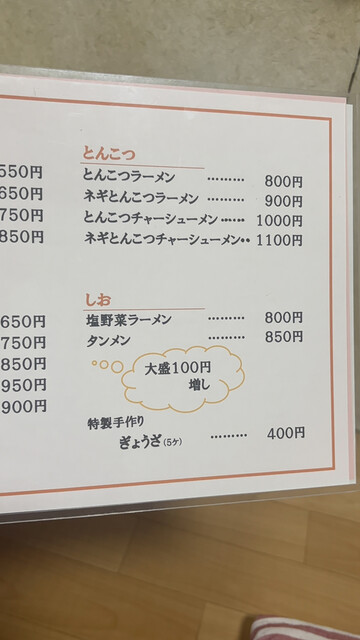 550円
650円
750円
850円
とんこつ
とんこつラーメン ……… 800円
ネギとんこつラーメン ……… 900円
とんこつチャーシューメン …… 1000円
ネギとんこつチャーシューメン‥ 1100円
650円
750円
850円
950円
900円
しお
塩野菜ラーメン ……… 800円
タンメン ……… 850円
大盛100円
増し
特製手作り
ぎょうざ(5ケ) ……… 400円